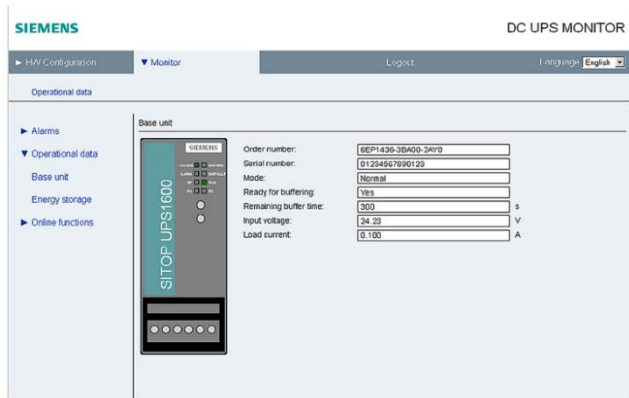 SIEMENS
DC UPS MONITOR
► H/W Configuration
▼ Monitor
Logout
Language English
Operational data
► Alarms
▼ Operational data
Base unit
Energy storage
► Online functions
Base unit
SIEMENS
SITOP UPS1600
Order number: 6EP1436-3BA00-2AY0
Serial number: 01234567890123
Mode: Normal
Ready for buffering: Yes
Remaining buffer time: 300 s
Input voltage: 24.23 V
Load current: 0.100 A